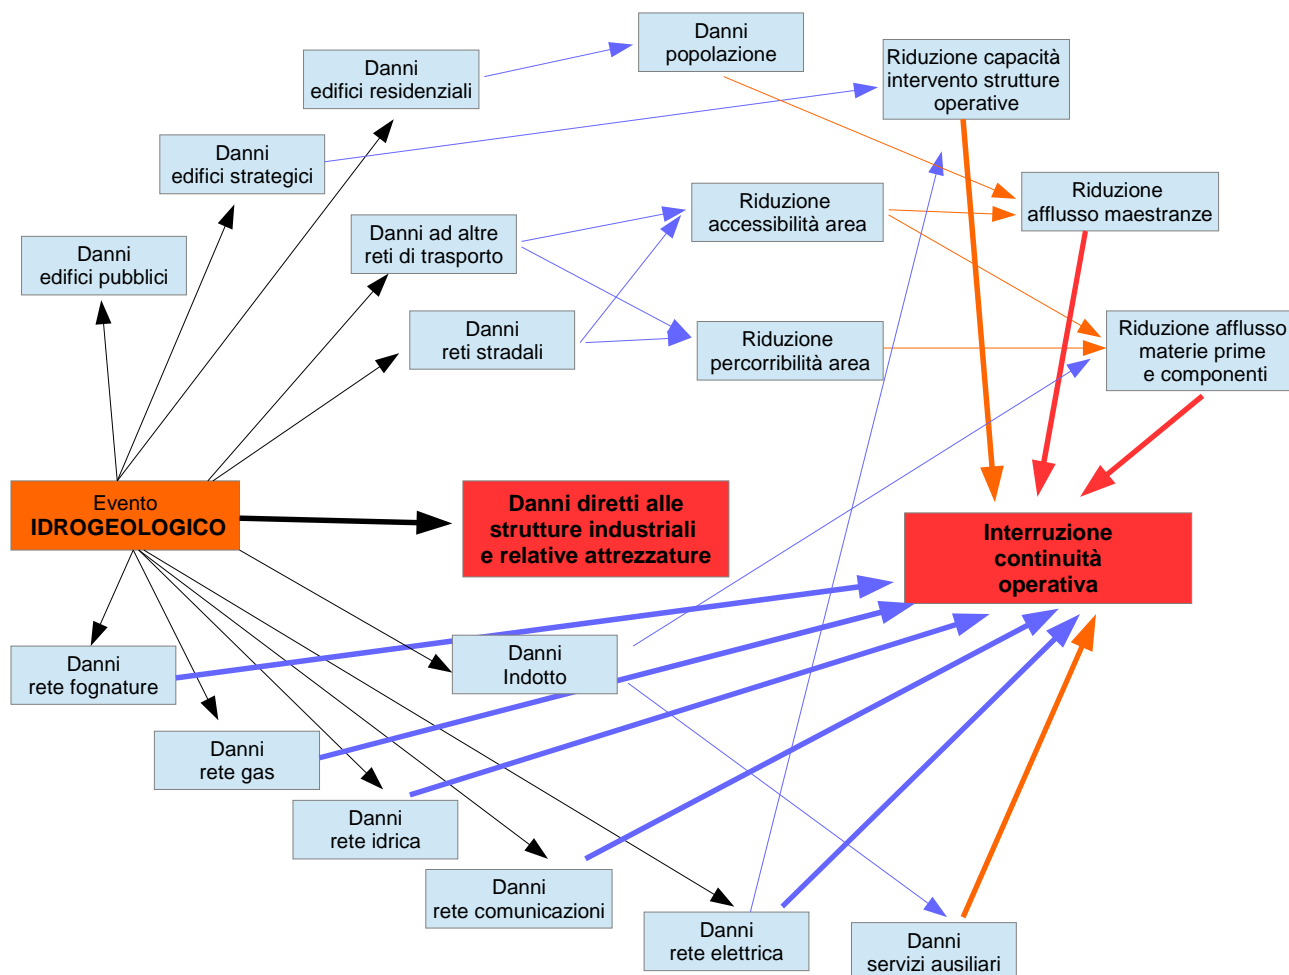 Danni
popolazione
Riduzione capacità
intervento strutture
operative
Danni
edifici residenziali
Danni
edifici strategici
Riduzione
afflusso maestranze
Riduzione
accessibilità area
Danni ad altre
reti di trasporto
Danni
edifici pubblici
Danni
reti stradali
Riduzione
percorribilità area
Riduzione afflusso
materie prime
e componenti
Evento
IDROGEOLOGICO
Danni diretti alle
strutture industriali
e relative attrezzature
Interruzione
continuità
operativa
Danni
rete fognature
Danni
Indotto
Danni
rete gas
Danni
rete idrica
Danni
rete comunicazioni
Danni
rete elettrica
Danni
servizi ausiliari